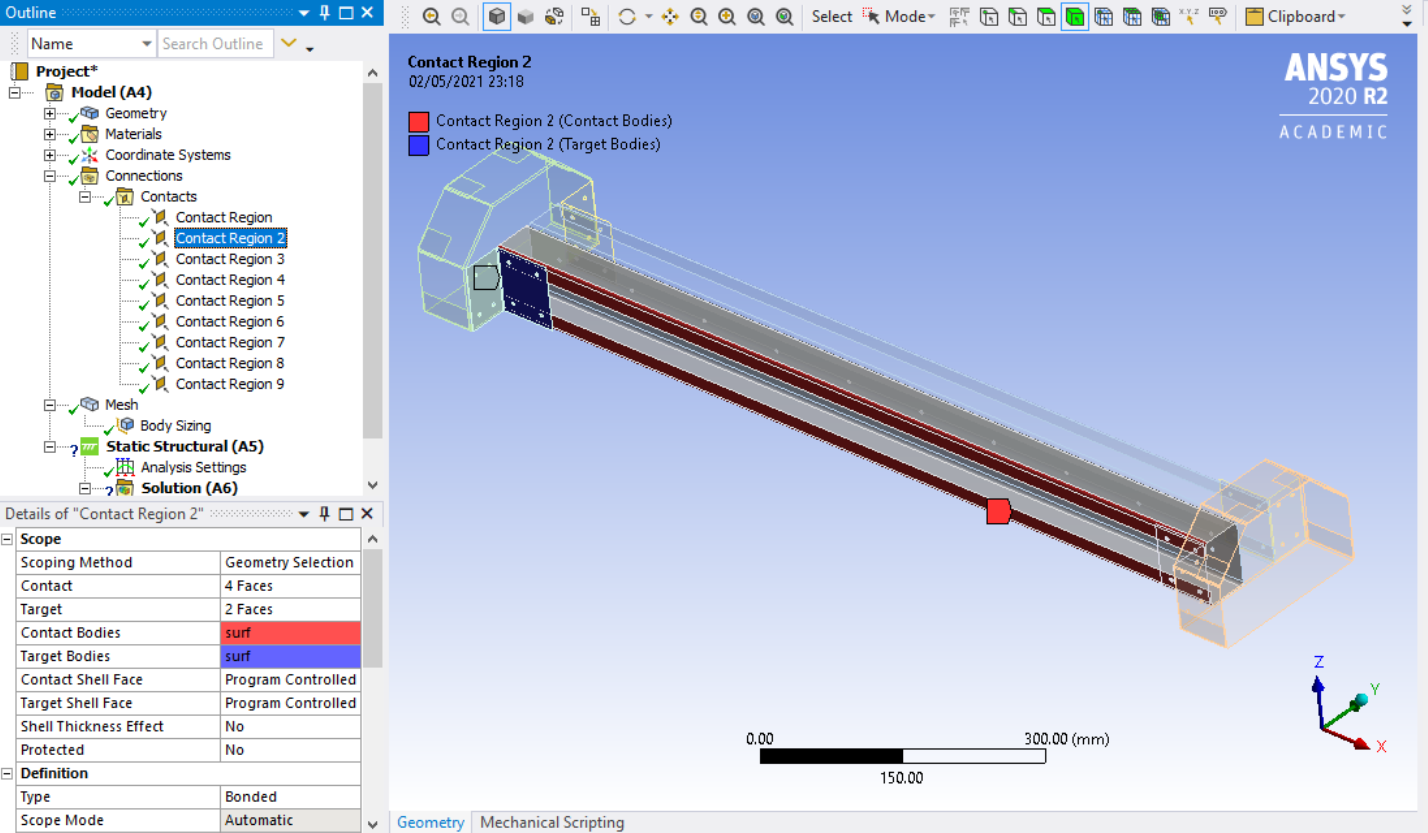 Outline
Name
Search Outline
Project*
Model (A4)
Geometry
Materials
Coordinate Systems
Connections
Contacts
Contact Region
Contact Region 2
Contact Region 3
Contact Region 4
Contact Region 5
Contact Region 6
Contact Region 7
Contact Region 8
Contact Region 9
Mesh
Body Sizing
Static Structural (A5)
Analysis Settings
Solution (A6)
Details of "Contact Region 2"
Scope
Scoping Method Geometry Selection
Contact 4 Faces
Target 2 Faces
Contact Bodies surf
Target Bodies surf
Contact Shell Face Program Controlled
Target Shell Face Program Controlled
Shell Thickness Effect No
Protected No
Definition
Type Bonded
Scope Mode Automatic
Select Mode Clipboard
Contact Region 2
02/05/2021 23:18
Contact Region 2 (Contact Bodies)
Contact Region 2 (Target Bodies)
ANSYS
2020 R2
ACADEMIC
0.00 300.00 (mm)
150.00
Z
Y
X
Geometry Mechanical Scripting